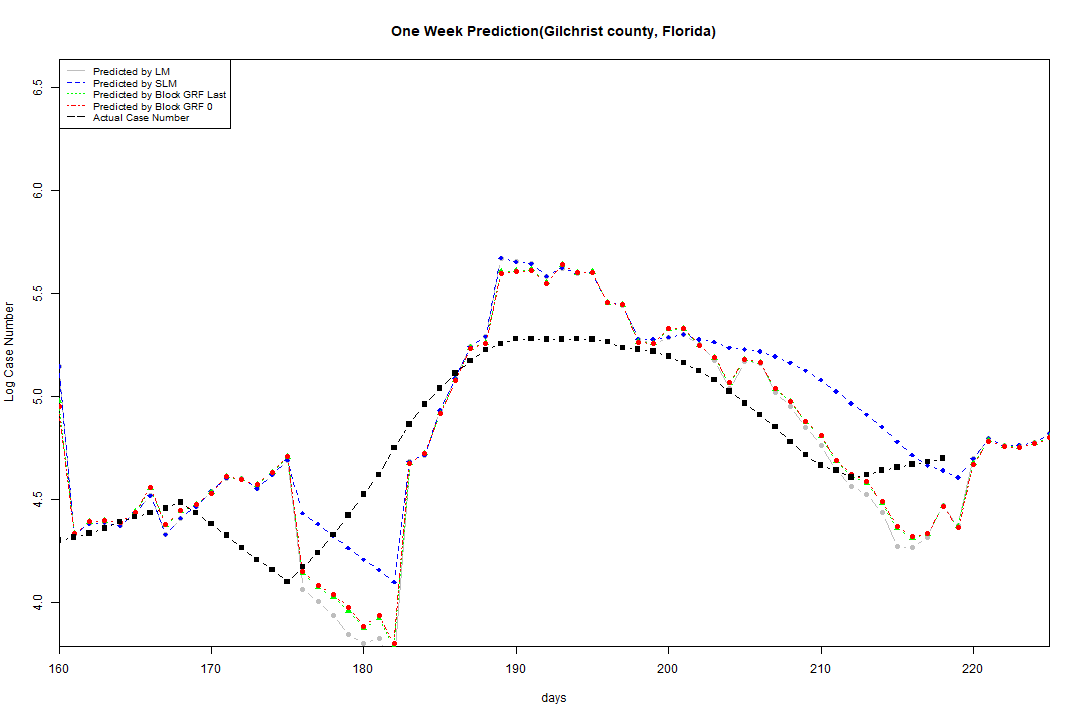 One Week Prediction(Gilchrist county, Florida)
Predicted by LM
Predicted by SLM
Predicted by Block GRF Last
Predicted by Block GRF 0
Actual Case Number
6.5
6.0
5.5
5.0
4.5
4.0
Log Case Number
160 170 180 190 200 210 220
days